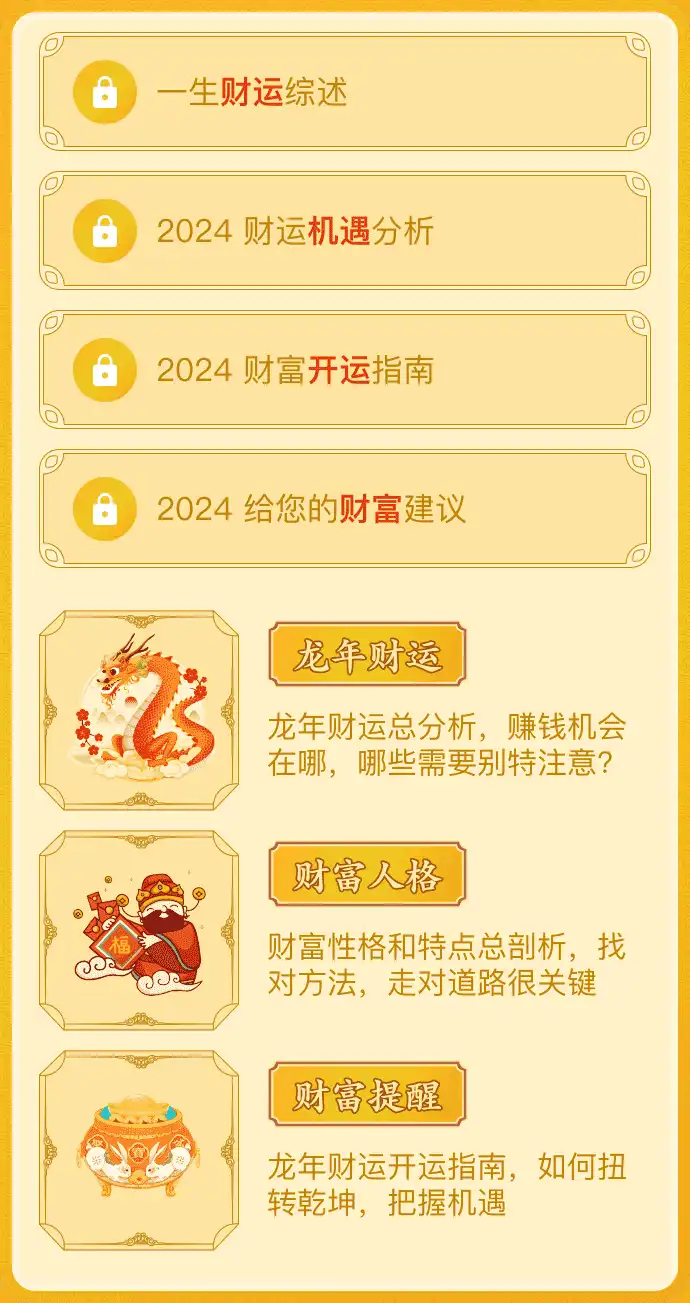 一生财运综述
2024 财运机遇分析
2024 财富开运指南
2024 给您的财富建议
龙年财运
龙年财运总分析，赚钱机会
在哪，哪些需要别特注意？
财富人格
福
财富性格和特点总剖析，找
对方法，走对道路很关键
财富提醒
龙年财运开运指南，如何扭
转乾坤，把握机遇